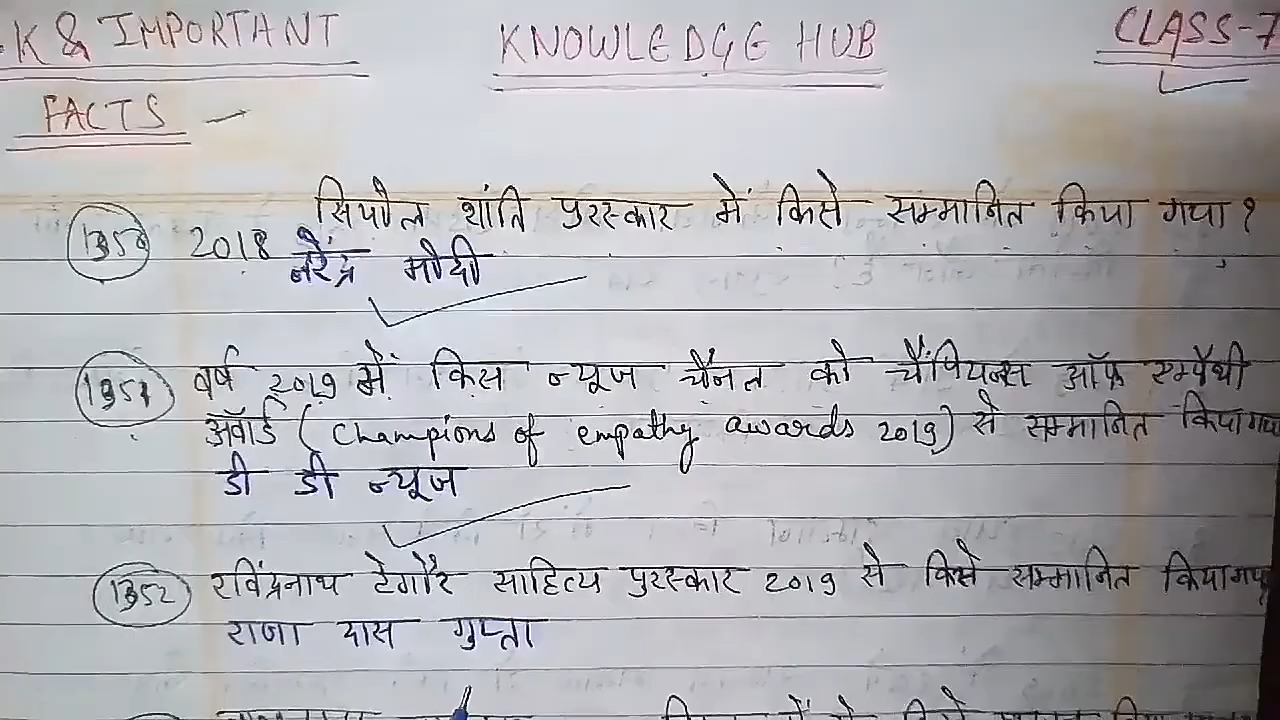 .K & IMPORTANT KNOWLEDGE HUB CLASS-7
FACTS -
सियोल शांति पुरस्कार में किसे सम्मानित किया गया ?
1350 2018 में
नरेंद्र मोदी
1351 वर्ष 2019 में किस न्यूज चैनल को चैंपियन्स ऑफ एम्पैथी
अवॉर्ड ( Champions of empathy awards 2019) से सम्मानित किया गया
डी डी न्यूज
1352 रविंद्रनाथ टेगौर साहित्य पुरस्कार 2019 से किसे सम्मानित किया गया
राजा दास गुप्ता